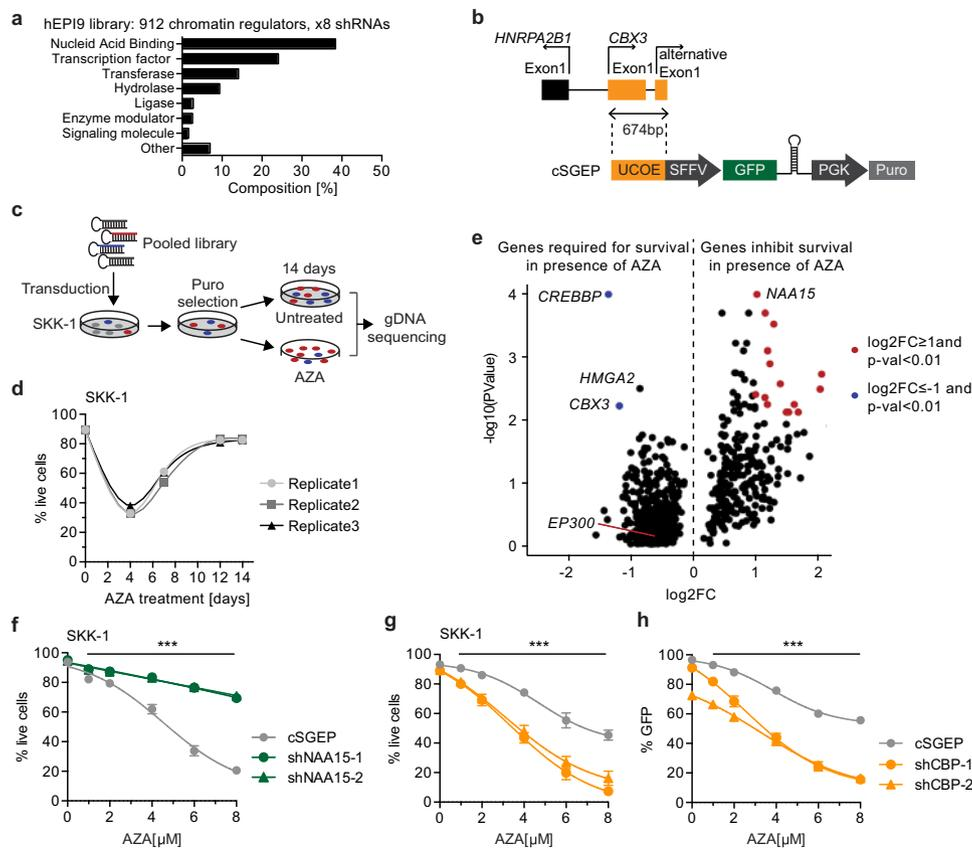 a
hEPI9 library: 912 chromatin regulators, x8 shRNAs
Nucleid Acid Binding
Transcription factor
Transferase
Hydrolase
Ligase
Enzyme modulator
Signaling molecule
Other
0 10 20 30 40 50
Composition [%]
b
HNRPA2B1
CBX3
alternative
Exon1
Exon1
Exon1
674bp
cSGEP
UCOE
SFFV
GFP
PGK
Puro
c
Pooled library
Transduction
SKK-1
Puro
selection
14 days
Untreated
AZA
gDNA
sequencing
d
SKK-1
100
80
60
40
20
0
% live cells
0 2 4 6 8 10 12 14
AZA treatment [days]
Replicate1
Replicate2
Replicate3
e
Genes required for survival
in presence of AZA
Genes inhibit survival
in presence of AZA
CREBBP
NAA15
HMGA2
CBX3
EP300
4
3
2
1
0
-log10(PValue)
-2 -1 0 1 2
log2FC
log2FC≥1and
p-val<0.01
log2FC≤-1 and
p-val<0.01
f
SKK-1
***
100
80
60
40
20
0
% live cells
0 2 4 6 8
AZA[µM]
cSGEP
shNAA15-1
shNAA15-2
g
SKK-1
***
100
80
60
40
20
0
% live cells
0 2 4 6 8
AZA[µM]
h
***
100
80
60
40
20
0
% GFP
0 2 4 6 8
AZA[µM]
cSGEP
shCBP-1
shCBP-2